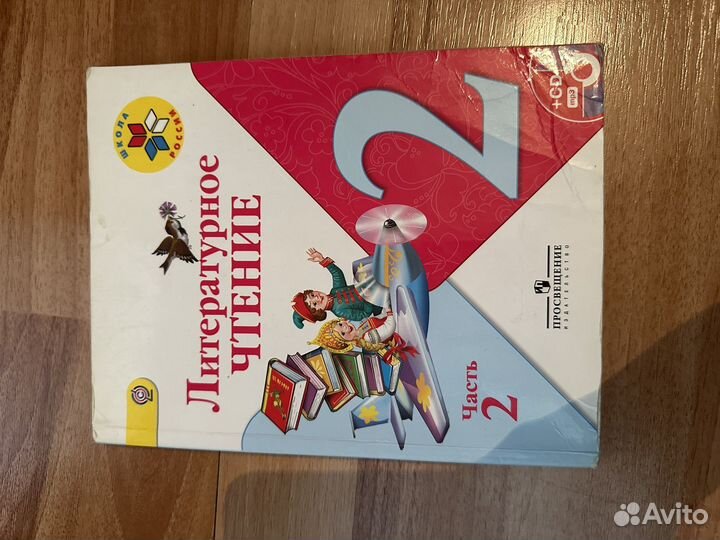 ШКОЛА
РОССИИ
Литературное
ЧТЕНИЕ
2
+CD
mp3
Часть
2
ПРОСВЕЩЕНИЕ
ИЗДАТЕЛЬСТВО
Avito